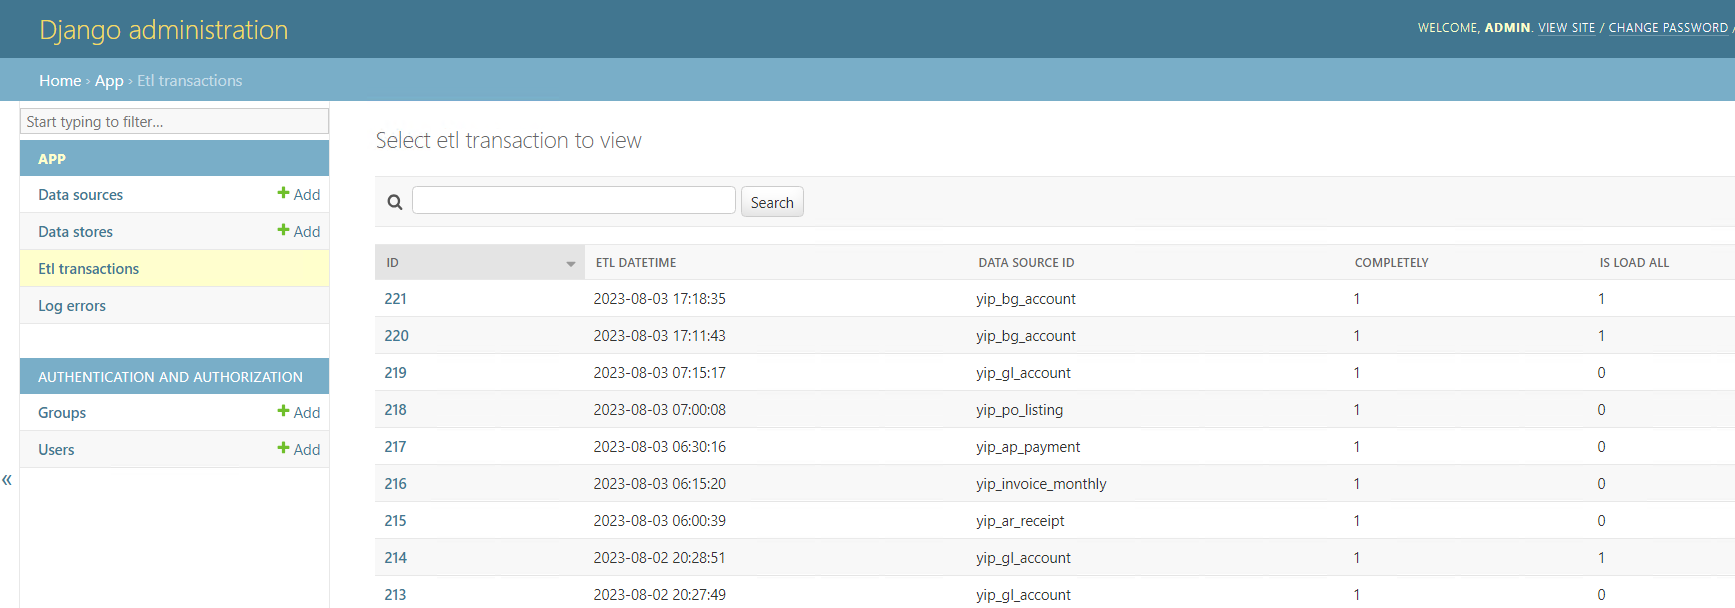 Django administration
WELCOME, ADMIN. VIEW SITE / CHANGE PASSWORD /
Home › App › Etl transactions
Start typing to filter...
APP
Data sources + Add
Data stores + Add
Etl transactions
Log errors
AUTHENTICATION AND AUTHORIZATION
Groups + Add
Users + Add
«
Select etl transaction to view
Search
ID ETL DATETIME DATA SOURCE ID COMPLETELY IS LOAD ALL
221 2023-08-03 17:18:35 yip_bg_account 1 1
220 2023-08-03 17:11:43 yip_bg_account 1 1
219 2023-08-03 07:15:17 yip_gl_account 1 0
218 2023-08-03 07:00:08 yip_po_listing 1 0
217 2023-08-03 06:30:16 yip_ap_payment 1 0
216 2023-08-03 06:15:20 yip_invoice_monthly 1 0
215 2023-08-03 06:00:39 yip_ar_receipt 1 0
214 2023-08-02 20:28:51 yip_gl_account 1 1
213 2023-08-02 20:27:49 yip_gl_account 1 0